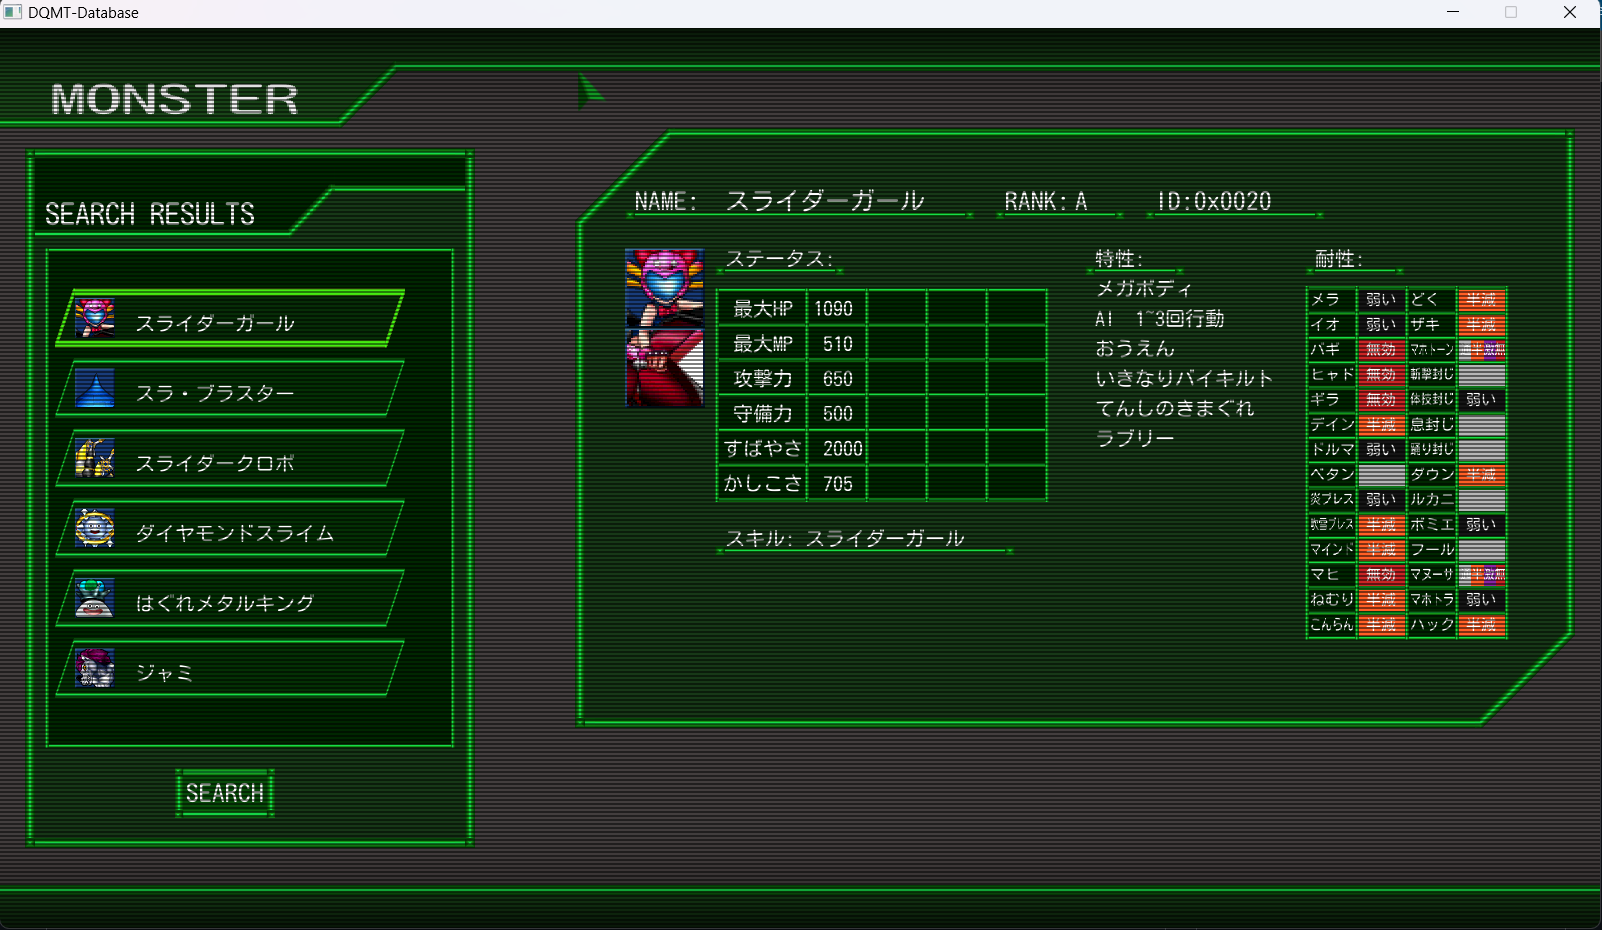 DQMT-Database
MONSTER
SEARCH RESULTS
スライダーガール
スラ・ブラスター
スライダークロボ
ダイヤモンドスライム
はぐれメタルキング
ジャミ
SEARCH
NAME: スライダーガール RANK:A ID:0x0020
ステータス:
最大HP 1090
最大MP 510
攻撃力 650
守備力 500
すばやさ 2000
かしこさ 705
スキル: スライダーガール
特性:
メガボディ
AI 1~3回行動
おうえん
いきなりバイキルト
てんしのきまぐれ
ラブリー
耐性:
メラ 弱い どく 半減
イオ 弱い ザキ 半減
バギ 無効 マホトーン
ヒャド 無効 斬撃封じ
ギラ 無効 体技封じ 弱い
デイン 半減 息封じ
ドルマ 弱い 踊り封じ
ベタン ダウン 半減
炎ブレス 弱い ルカニ
吹雪ブレス 半減 ボミエ 弱い
マインド 半減 フール
マヒ 無効 マヌーサ
ねむり 半減 マホトラ 弱い
こんらん 半減 ハック 半減